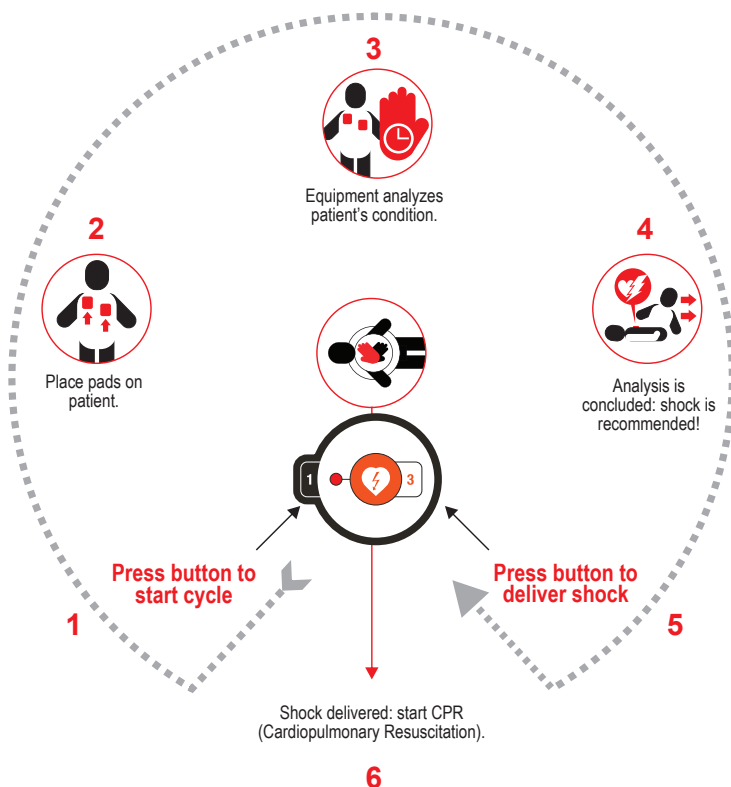 3
Equipment analyzes
patient's condition.
2
Place pads on
patient.
4
Analysis is
concluded: shock is
recommended!
1
3
Press button to
start cycle
1
Press button to
deliver shock
5
Shock delivered: start CPR
(Cardiopulmonary Resuscitation).
6